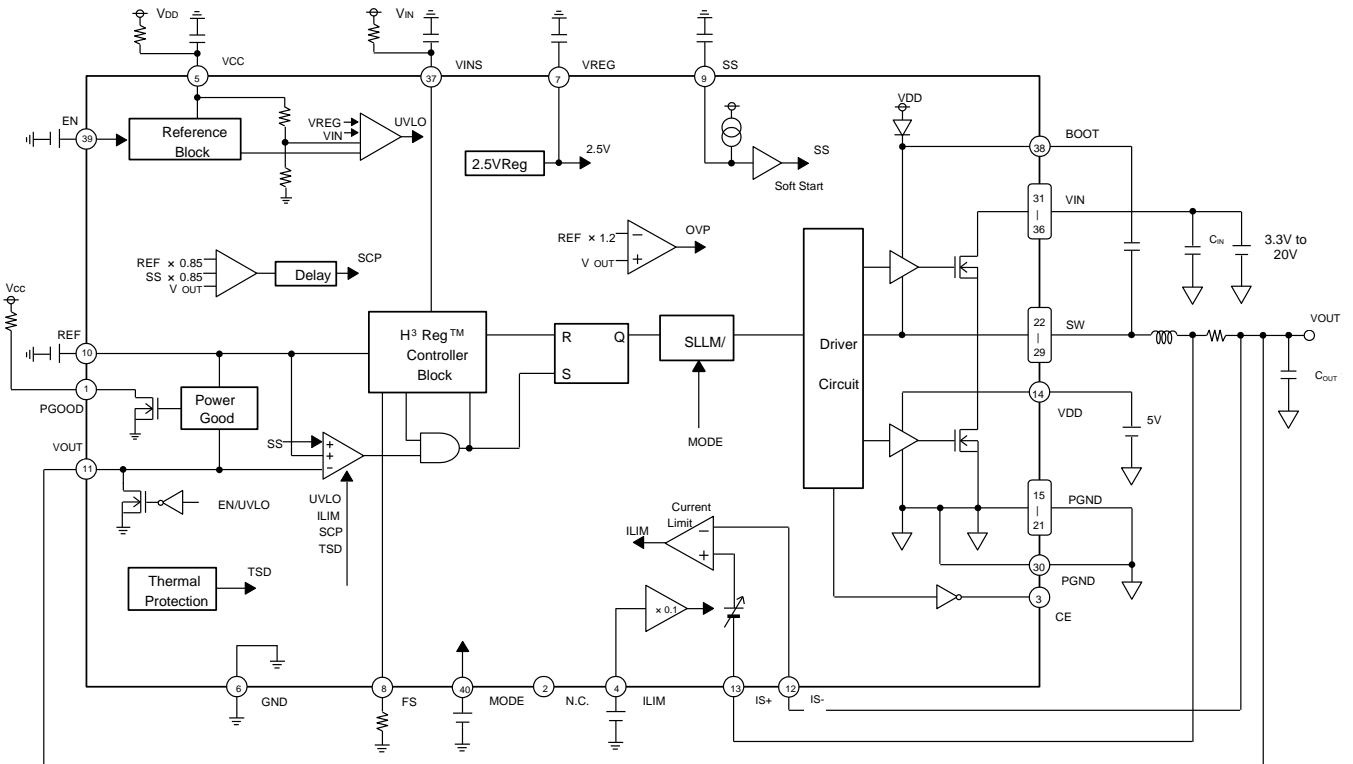 VDD
VIN
VCC
VINS
VREG
SS
5
37
7
9
EN
39
Reference
Block
VREG
VIN
UVLO
2.5VReg
2.5V
SS
Soft Start
VDD
BOOT
38
31
|
36
VIN
CIN
3.3V to
20V
REF × 1.2
V OUT
−
+
OVP
REF × 0.85
SS × 0.85
V OUT
Delay
SCP
Vcc
REF
10
H³ Reg™
Controller
Block
R
Q
S
SLLM/
MODE
Driver
Circuit
22
|
29
SW
VOUT
COUT
1
PGOOD
Power
Good
14
VDD
5V
VOUT
11
SS
+
+
−
EN/UVLO
UVLO
ILIM
SCP
TSD
Current
Limit
ILIM
−
+
15
|
21
PGND
30
PGND
Thermal
Protection
TSD
× 0.1
3
CE
6
GND
8
FS
40
MODE
2
N.C.
4
ILIM
13
IS+
12
IS-